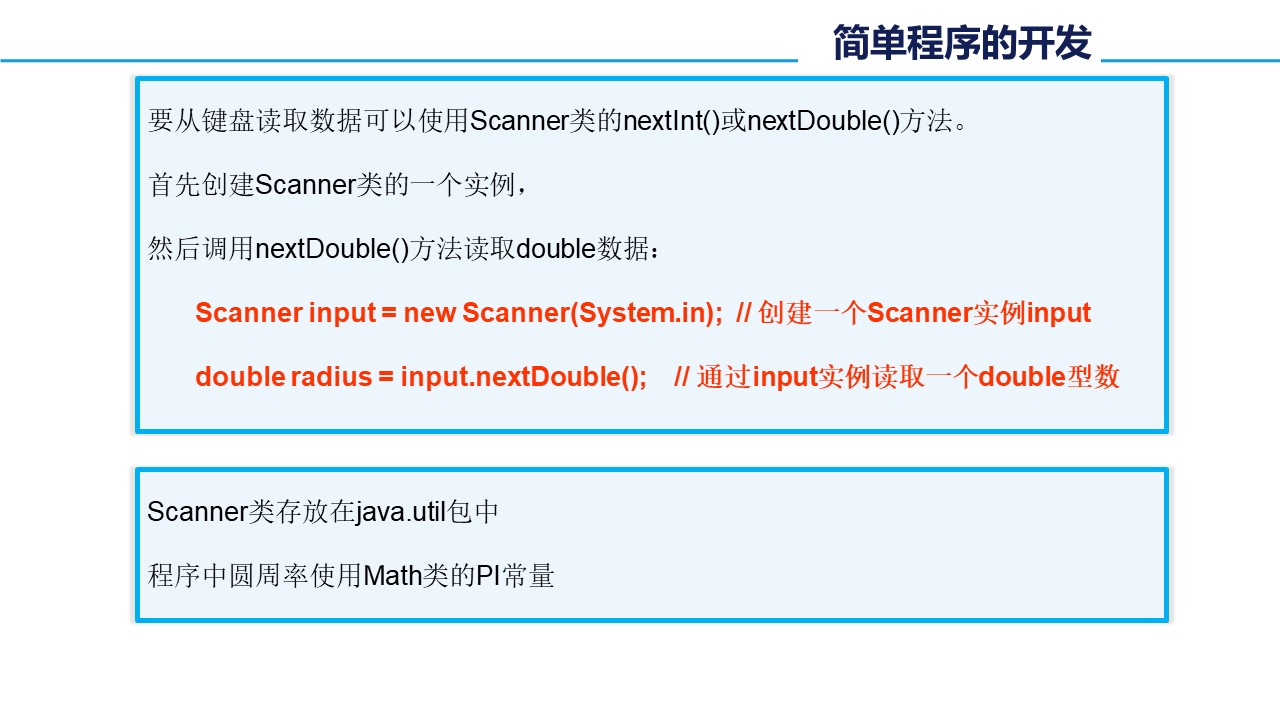 简单程序的开发
要从键盘读取数据可以使用Scanner类的nextInt()或nextDouble()方法。
首先创建Scanner类的一个实例，
然后调用nextDouble()方法读取double数据：
Scanner input = new Scanner(System.in);  // 创建一个Scanner实例input
double radius = input.nextDouble();    // 通过input实例读取一个double型数
Scanner类存放在java.util包中
程序中圆周率使用Math类的PI常量